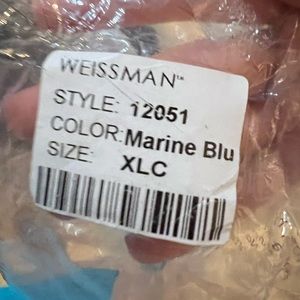 WEISSMAN™
STYLE: 12051
COLOR:Marine Blu
SIZE: XLC